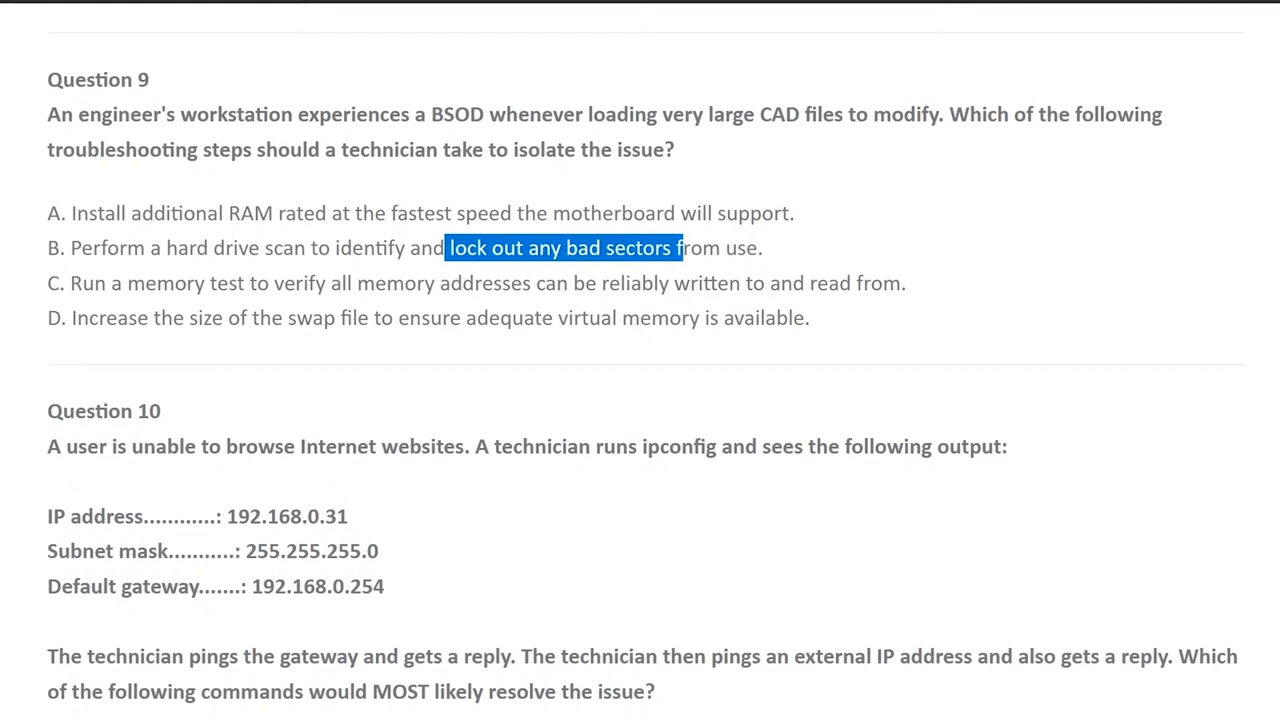 Question 9
An engineer's workstation experiences a BSOD whenever loading very large CAD files to modify. Which of the following
troubleshooting steps should a technician take to isolate the issue?
A. Install additional RAM rated at the fastest speed the motherboard will support.
B. Perform a hard drive scan to identify and lock out any bad sectors from use.
C. Run a memory test to verify all memory addresses can be reliably written to and read from.
D. Increase the size of the swap file to ensure adequate virtual memory is available.
Question 10
A user is unable to browse Internet websites. A technician runs ipconfig and sees the following output:
IP address............: 192.168.0.31
Subnet mask...........: 255.255.255.0
Default gateway.......: 192.168.0.254
The technician pings the gateway and gets a reply. The technician then pings an external IP address and also gets a reply. Which
of the following commands would MOST likely resolve the issue?